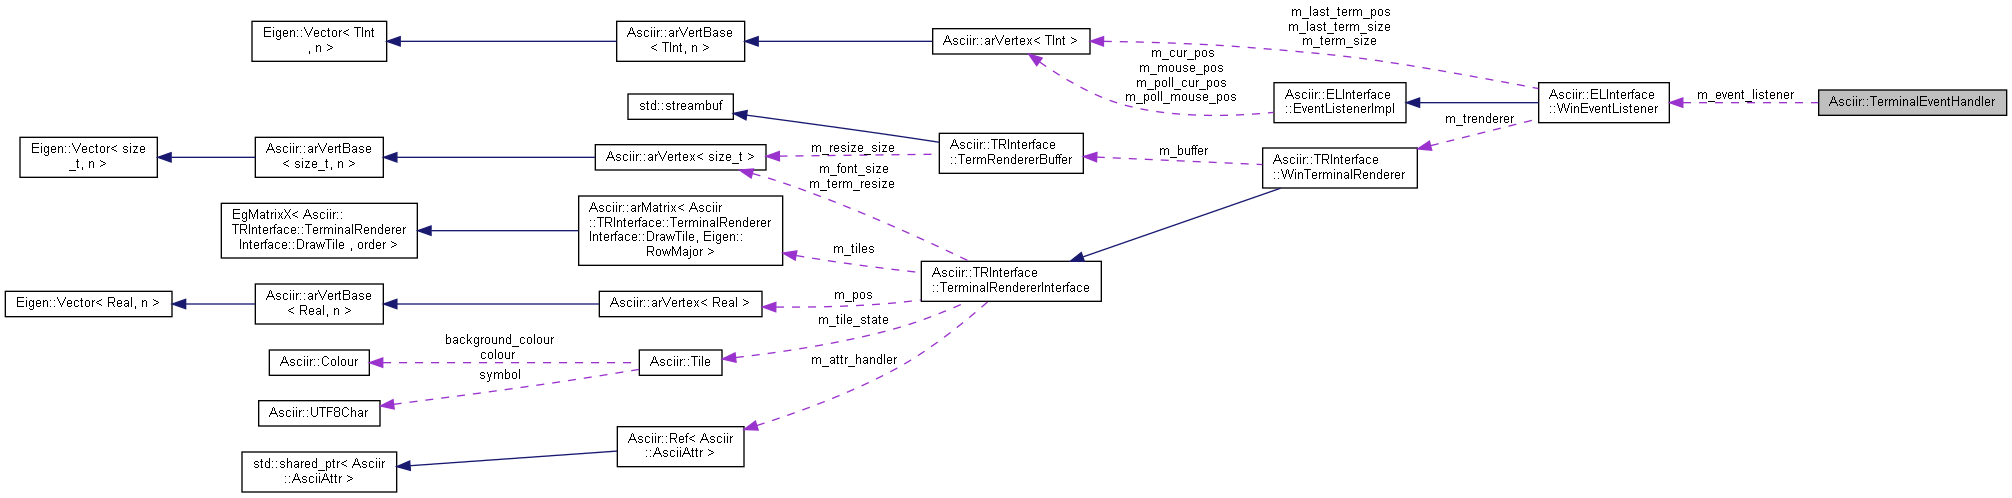 m_last_term_pos
m_last_term_size
m_term_size
Eigen::Vector< TInt
, n >
Asciir::arVertBase
< TInt, n >
Asciir::arVertex< TInt >
m_cur_pos
m_mouse_pos
m_poll_cur_pos
m_poll_mouse_pos
Asciir::ELInterface
::EventListenerImpl
Asciir::ELInterface
::WinEventListener
m_event_listener
Asciir::TerminalEventHandler
std::streambuf
m_trenderer
Eigen::Vector< size
_t, n >
Asciir::arVertBase
< size_t, n >
Asciir::arVertex< size_t >
m_resize_size
m_font_size
m_term_resize
Asciir::TRInterface
::TermRendererBuffer
m_buffer
Asciir::TRInterface
::WinTerminalRenderer
EgMatrixX< Asciir::
TRInterface::TerminalRenderer
Interface::DrawTile , order >
Asciir::arMatrix< Asciir
::TRInterface::TerminalRenderer
Interface::DrawTile, Eigen::
RowMajor >
m_tiles
Asciir::TRInterface
::TerminalRendererInterface
Eigen::Vector< Real, n >
Asciir::arVertBase
< Real, n >
Asciir::arVertex< Real >
m_pos
m_tile_state
Asciir::Colour
background_colour
colour
Asciir::Tile
m_attr_handler
symbol
Asciir::UTF8Char
std::shared_ptr< Asciir
::AsciiAttr >
Asciir::Ref< Asciir
::AsciiAttr >